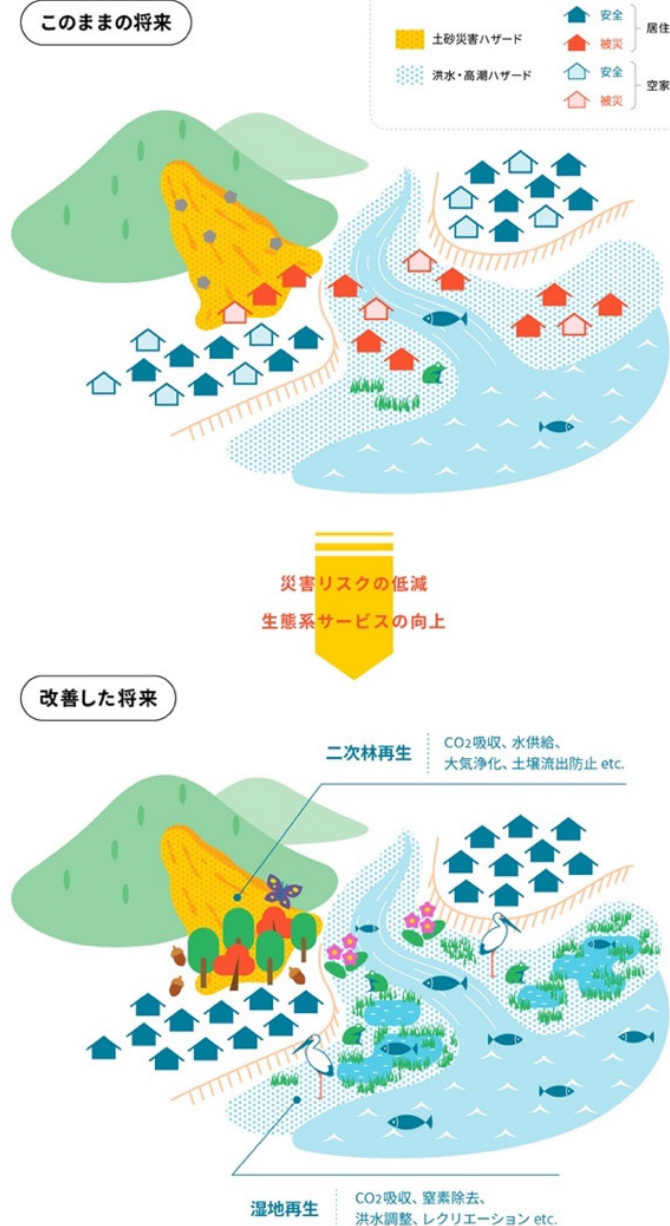 このままの将来
土砂災害ハザード
洪水・高潮ハザード
安全
被災
居住
安全
被災
空家
災害リスクの低減
生態系サービスの向上
改善した将来
二次林再生
CO2吸収、水供給、
大気浄化、土壌流出防止 etc.
湿地再生
CO2吸収、窒素除去、
洪水調整、レクリエーション etc.